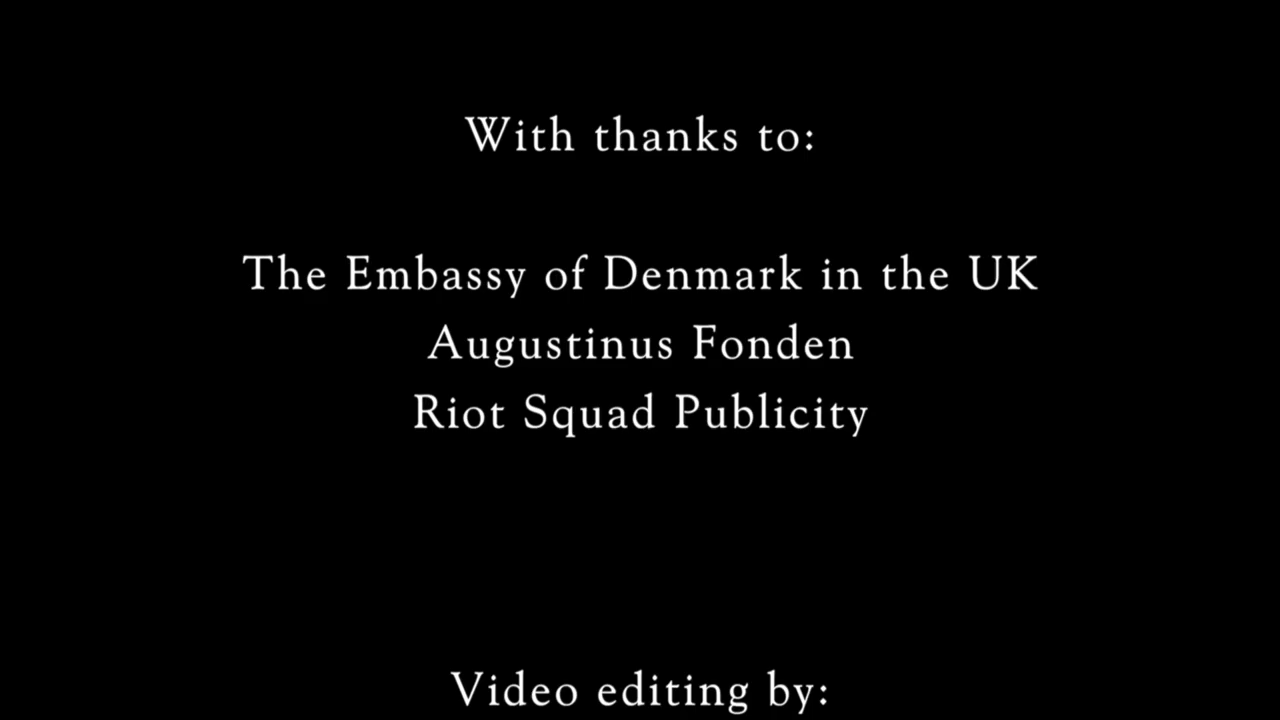 With thanks to:
The Embassy of Denmark in the UK
Augustinus Fonden
Riot Squad Publicity
Video editing by: